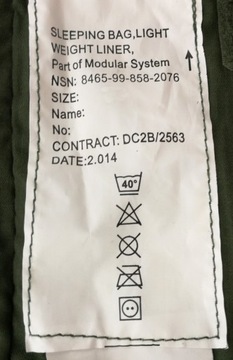 SLEEPING BAG,LIGHT
WEIGHT LINER,
Part of Modular System
NSN: 8465-99-858-2076
SIZE:
Name:
No:
CONTRACT: DC2B/2563
DATE:2.014
40°